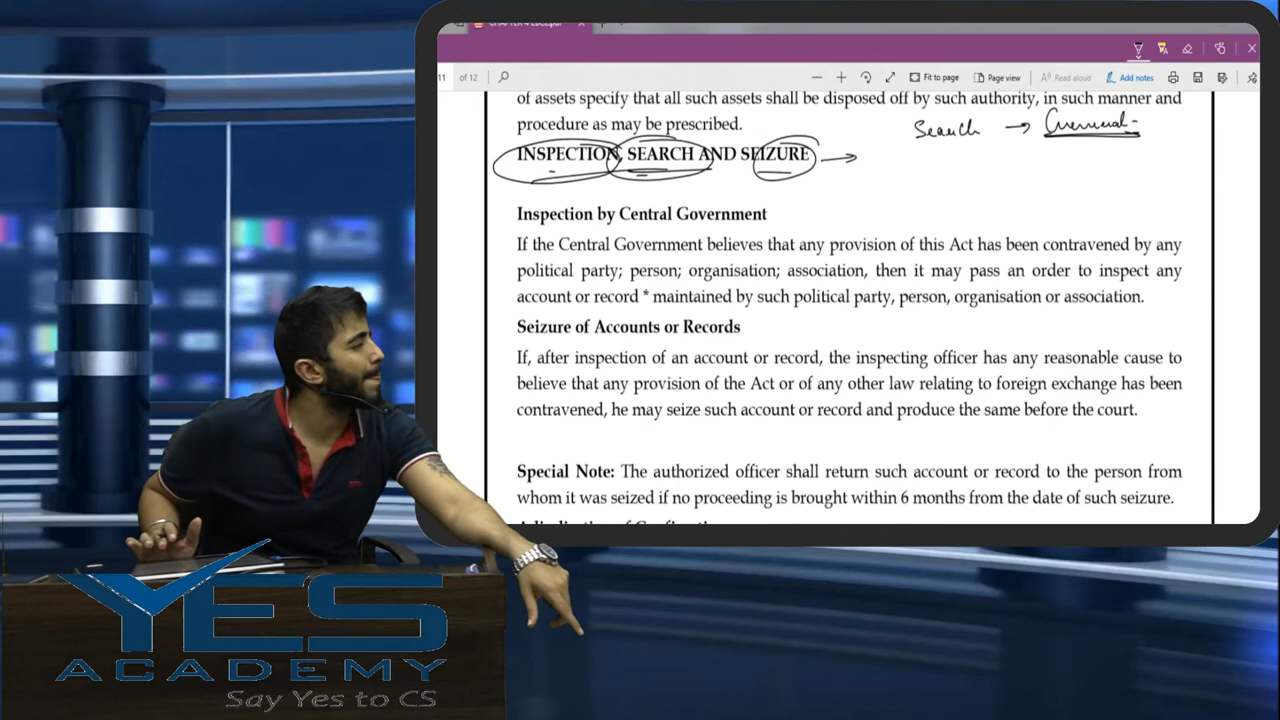 11 of 12
Fit to page
Page view
Read aloud
Add notes
of assets specify that all such assets shall be disposed off by such authority, in such manner and
procedure as may be prescribed.
Search →
INSPECTION, SEARCH AND SEIZURE →
Inspection by Central Government
If the Central Government believes that any provision of this Act has been contravened by any
political party; person; organisation; association, then it may pass an order to inspect any
account or record * maintained by such political party, person, organisation or association.
Seizure of Accounts or Records
If, after inspection of an account or record, the inspecting officer has any reasonable cause to
believe that any provision of the Act or of any other law relating to foreign exchange has been
contravened, he may seize such account or record and produce the same before the court.
Special Note: The authorized officer shall return such account or record to the person from
whom it was seized if no proceeding is brought within 6 months from the date of such seizure.
YES
ACADEMY
Say Yes to CS